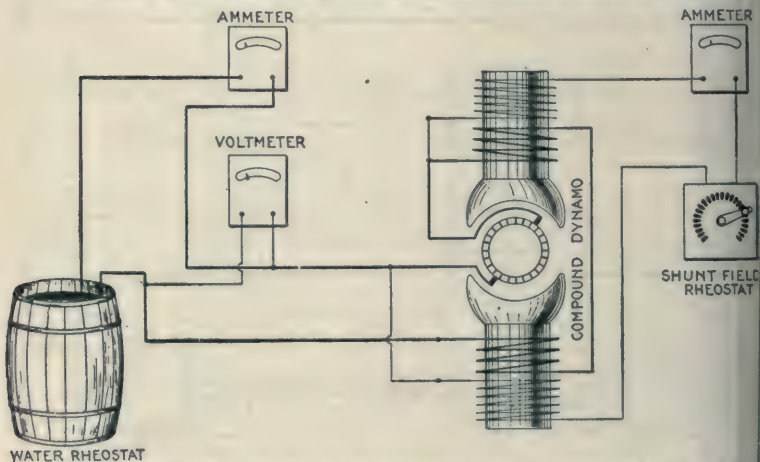 AMMETER
AMMETER
VOLTMETER
COMPOUND DYNAMO
SHUNT FIELD
RHEOSTAT
WATER RHEOSTAT